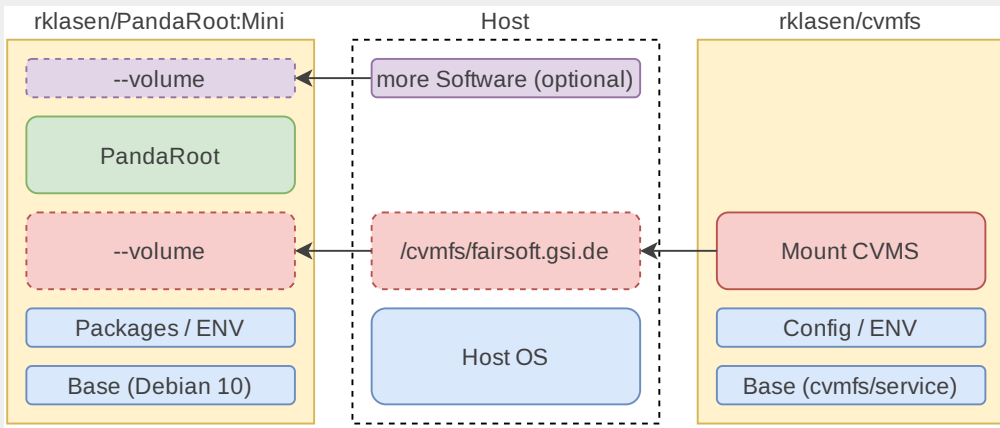 rklasen/PandaRoot:Mini
--volume
PandaRoot
--volume
Packages / ENV
Base (Debian 10)
Host
more Software (optional)
/cvmfs/fairsoft.gsi.de
Host OS
rklasen/cvmfs
Mount CVMS
Config / ENV
Base (cvmfs/service)